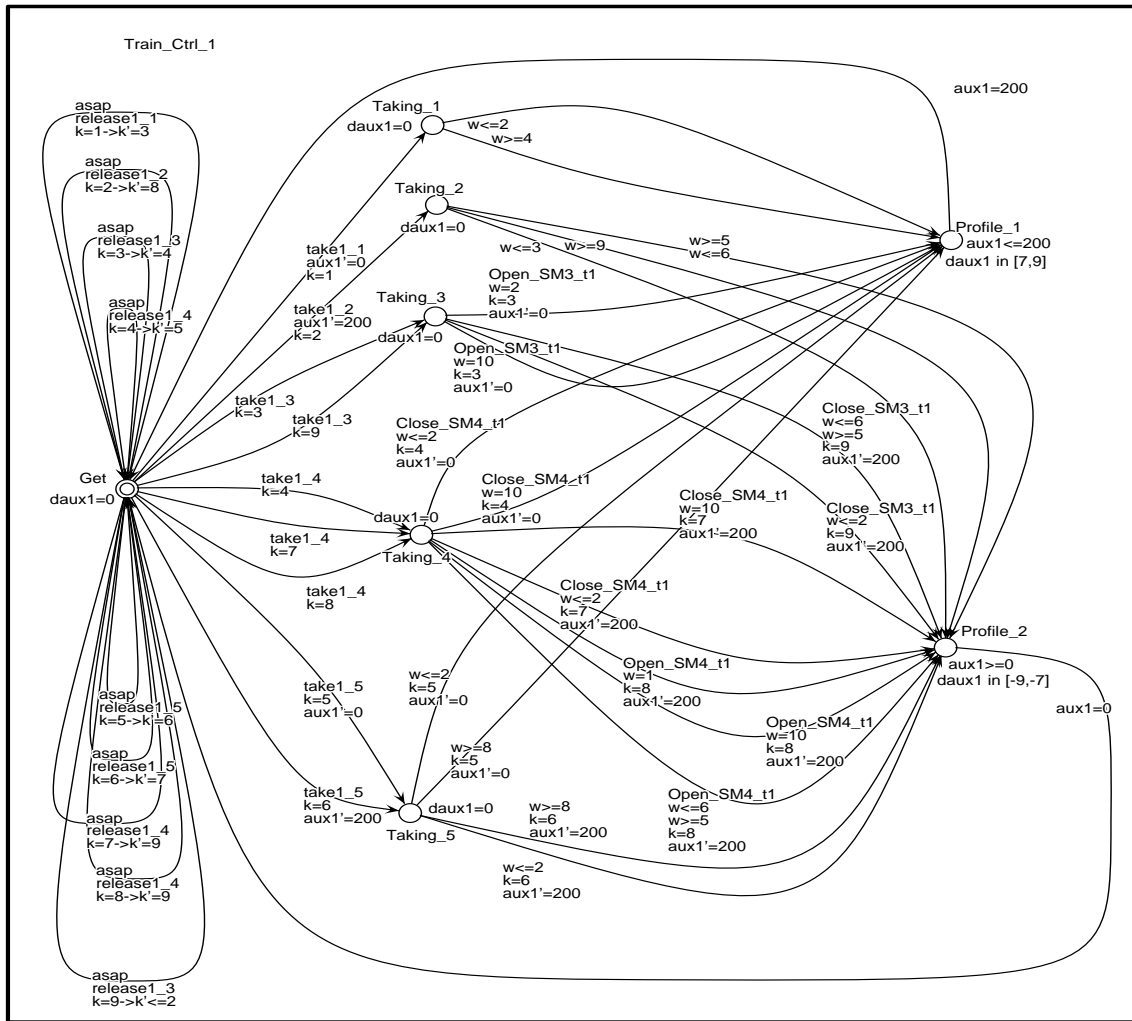 Train_Ctrl_1
asap
release1_1
k=1->k'=3
asap
release1_2
k=2->k'=8
asap
release1_3
k=3->k'=4
asap
release1_4
k=4->k'=5
Get
daux1=0
asap
release1_5
k=5->k'=6
asap
release1_5
k=6->k'=7
asap
release1_4
k=7->k'=9
asap
release1_4
k=8->k'=9
asap
release1_3
k=9->k'<=2
take1_1
aux1'=0
k=1
take1_2
aux1'=200
k=2
take1_3
k=3
take1_3
k=9
take1_4
k=4
take1_4
k=7
take1_4
k=8
take1_5
k=5
aux1'=0
take1_5
k=6
aux1'=200
Taking_1
daux1=0
Taking_2
daux1=0
Taking_3
daux1=0
daux1=0
Taking_4
daux1=0
Taking_5
w<=2
w>=4
w<=3
w>=9
w>=5
w<=6
Open_SM3_t1
w=2
k=3
aux1'=0
Open_SM3_t1
w=10
k=3
aux1'=0
Close_SM4_t1
w<=2
k=4
aux1'=0
Close_SM4_t1
w=10
k=4
aux1'=0
Close_SM4_t1
w=10
k=7
aux1'=200
Close_SM3_t1
w<=6
w>=5
k=9
aux1'=200
Close_SM3_t1
w<=2
k=9
aux1'=200
Close_SM4_t1
w<=2
k=7
aux1'=200
Open_SM4_t1
w=1
k=8
aux1'=200
Open_SM4_t1
w=10
k=8
aux1'=200
Open_SM4_t1
w<=6
w>=5
k=8
aux1'=200
w<=2
k=5
aux1'=0
w>=8
k=5
aux1'=0
w>=8
k=6
aux1'=200
w<=2
k=6
aux1'=200
aux1=200
Profile_1
aux1<=200
daux1 in [7,9]
Profile_2
aux1>=0
daux1 in [-9,-7]
aux1=0